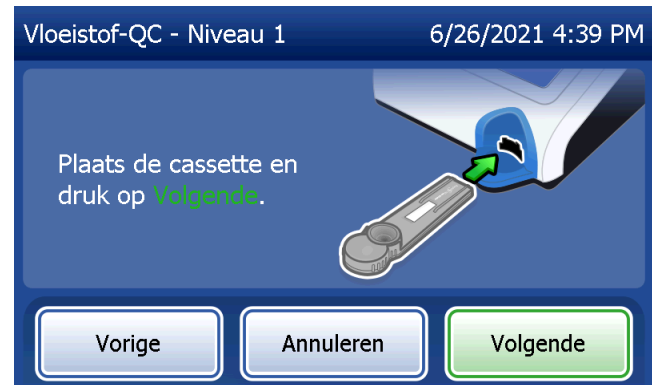 Vloeistof-QC - Niveau 1 6/26/2021 4:39 PM
Plaats de cassette en
druk op Volgende.
Vorige Annuleren Volgende